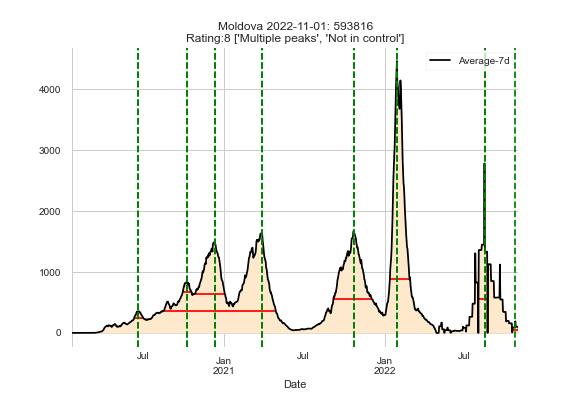 Moldova 2022-11-01: 593816
Rating:8 ['Multiple peaks', 'Not in control']
Average-7d
4000
3000
2000
1000
0
Jul
Jan
2021
Jul
Jan
2022
Jul
Date